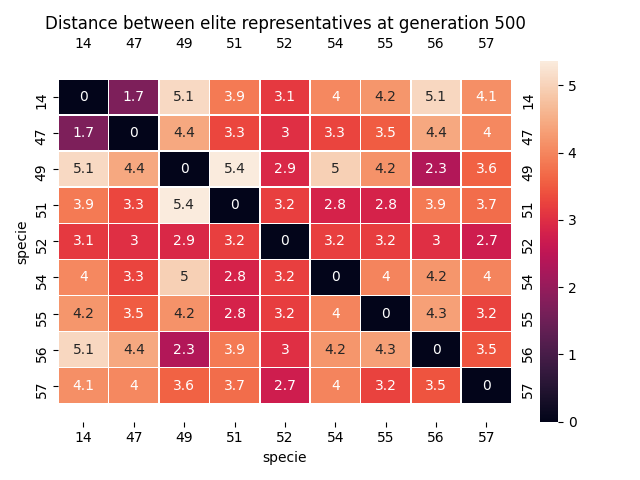 Distance between elite representatives at generation 500
14 47 49 51 52 54 55 56 57
14 0 1.7 5.1 3.9 3.1 4 4.2 5.1 4.1 14
47 1.7 0 4.4 3.3 3 3.3 3.5 4.4 4 47
49 5.1 4.4 0 5.4 2.9 5 4.2 2.3 3.6 49
51 3.9 3.3 5.4 0 3.2 2.8 2.8 3.9 3.7 51
52 3.1 3 2.9 3.2 0 3.2 3.2 3 2.7 52
54 4 3.3 5 2.8 3.2 0 4 4.2 4 54
55 4.2 3.5 4.2 2.8 3.2 4 0 4.3 3.2 55
56 5.1 4.4 2.3 3.9 3 4.2 4.3 0 3.5 56
57 4.1 4 3.6 3.7 2.7 4 3.2 3.5 0 57
14 47 49 51 52 54 55 56 57
specie
specie
5
4
3
2
1
0